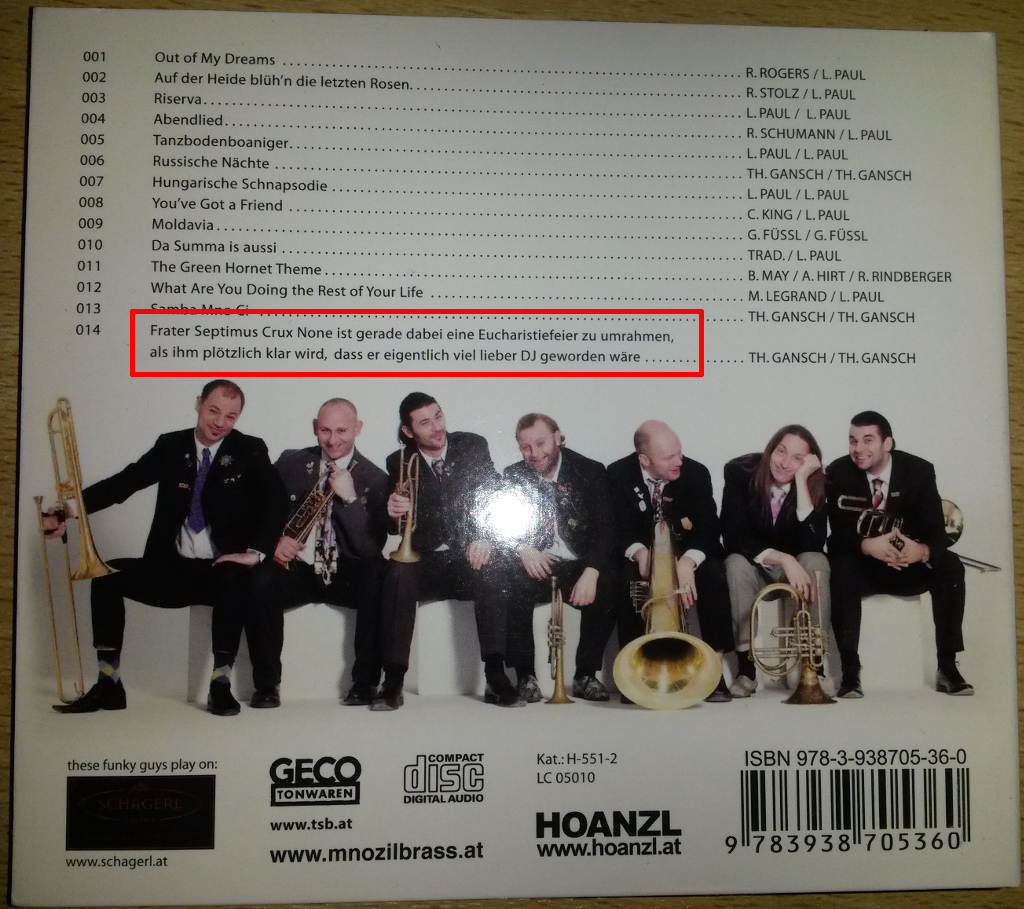 001 Out of My Dreams R. ROGERS / L. PAUL
002 Auf der Heide blüh'n die letzten Rosen R. STOLZ / L. PAUL
003 Riserva L. PAUL / L. PAUL
004 Abendlied R. SCHUMANN / L. PAUL
005 Tanzbodenboaniger L. PAUL / L. PAUL
006 Russische Nächte TH. GANSCH / TH. GANSCH
007 Hungarische Schnapsodie L. PAUL / L. PAUL
008 You've Got a Friend C. KING / L. PAUL
009 Moldavia G. FÜSSL / G. FÜSSL
010 Da Summa is aussi TRAD. / L. PAUL
011 The Green Hornet Theme B. MAY / A. HIRT / R. RINDBERGER
012 What Are You Doing the Rest of Your Life M. LEGRAND / L. PAUL
013 Samba Mno Gi TH. GANSCH / TH. GANSCH
014 Frater Septimus Crux None ist gerade dabei eine Eucharistiefeier zu umrahmen,
als ihm plötzlich klar wird, dass er eigentlich viel lieber DJ geworden wäre TH. GANSCH / TH. GANSCH
these funky guys play on:
SCHAGERL
www.schagerl.at
GECO
TONWAREN
www.tsb.at
www.mnozilbrass.at
COMPACT
disc
DIGITAL AUDIO
Kat.: H-551-2
LC 05010
HOANZL
www.hoanzl.at
ISBN 978-3-938705-36-0
9 783938 705360